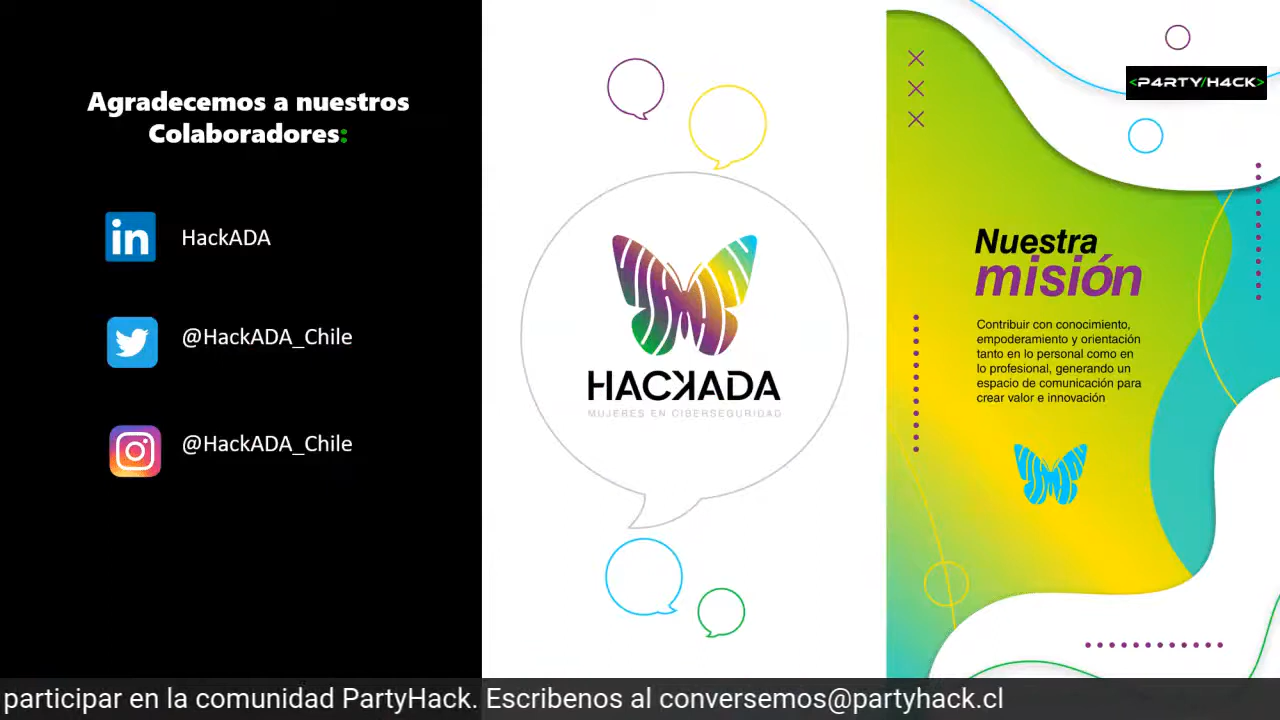 Agradecemos a nuestros
Colaboradores:
in
HackADA
@HackADA_Chile
@HackADA_Chile
HACKADA
MUJERES EN CIBERSEGURIDAD
<P4RTY/H4CK>
Nuestra
misión
Contribuir con conocimiento,
empoderamiento y orientación
tanto en lo personal como en
lo profesional, generando un
espacio de comunicación para
crear valor e innovación
participar en la comunidad PartyHack. Escribenos al conversemos@partyhack.cl